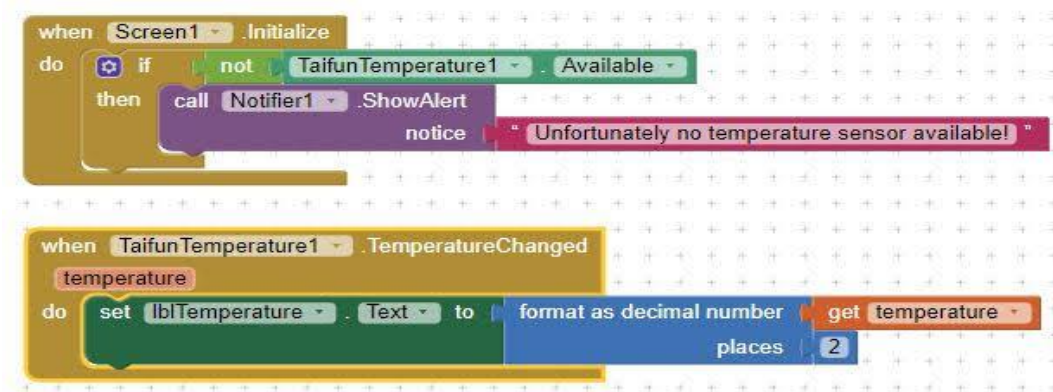 when Screen1 .Initialize
do if not TaifunTemperature1 . Available
then call Notifier1 .ShowAlert
notice " Unfortunately no temperature sensor available! "
when TaifunTemperature1 .TemperatureChanged
temperature
do set lblTemperature . Text to format as decimal number get temperature
places 2